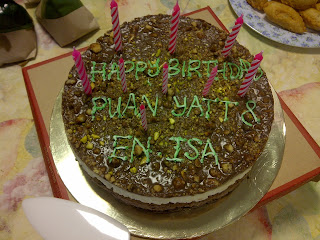 HAPPY BIRTHDAY
PUAN YATT &
EN ISA